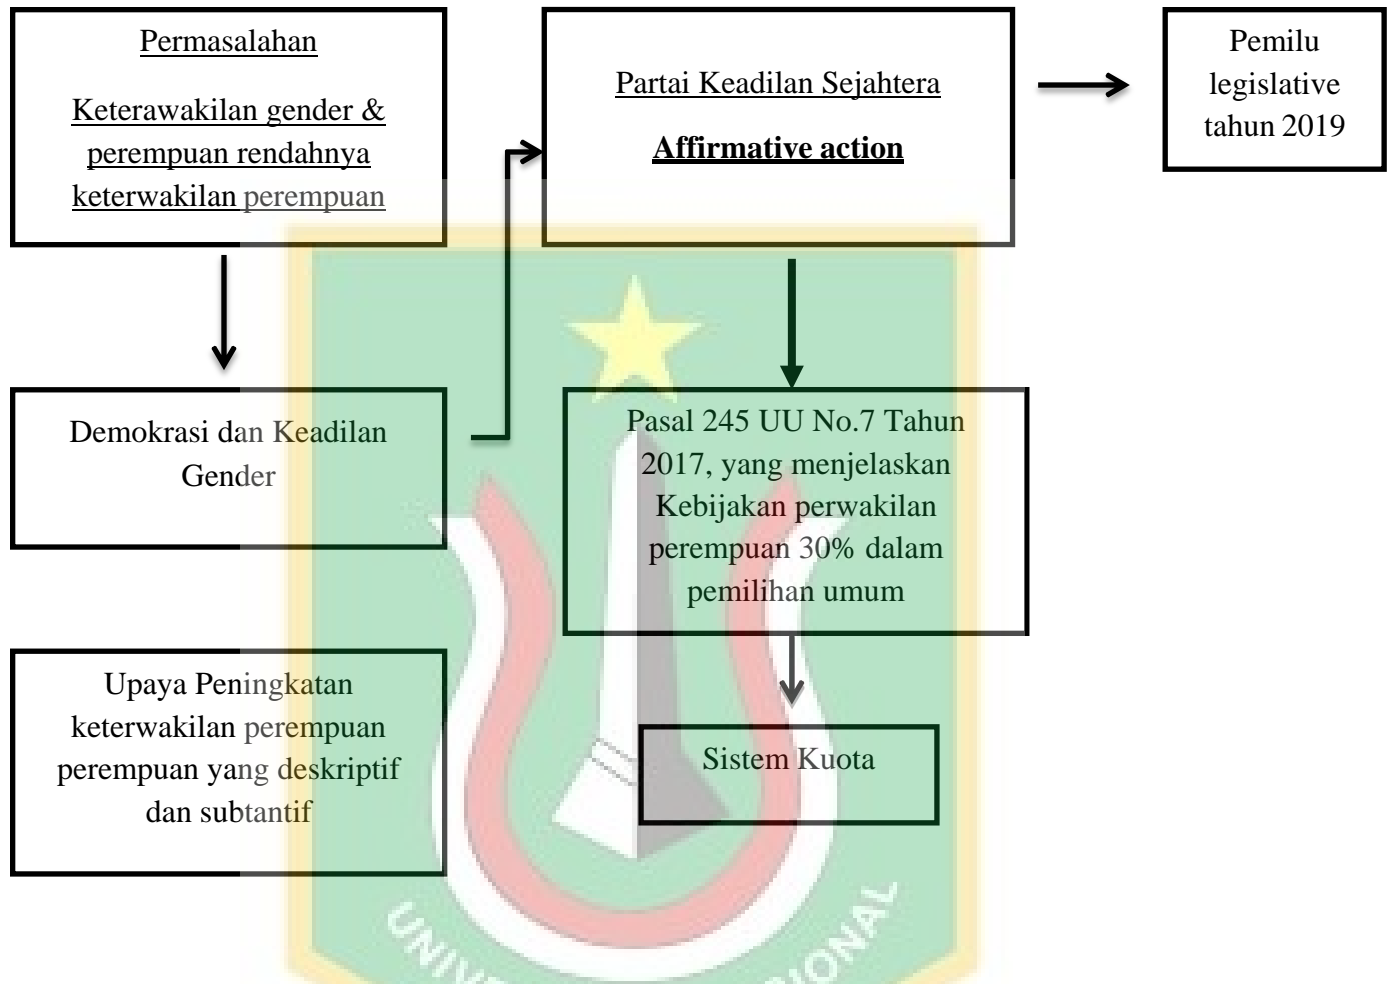 Permasalahan
Keterawakilan gender &
perempuan rendahnya
keterwakilan perempuan
Partai Keadilan Sejahtera
Affirmative action
Pemilu
legislative
tahun 2019
Demokrasi dan Keadilan
Gender
Pasal 245 UU No.7 Tahun
2017, yang menjelaskan
Kebijakan perwakilan
perempuan 30% dalam
pemilihan umum
Upaya Peningkatan
keterwakilan perempuan
perempuan yang deskriptif
dan subtantif
Sistem Kuota